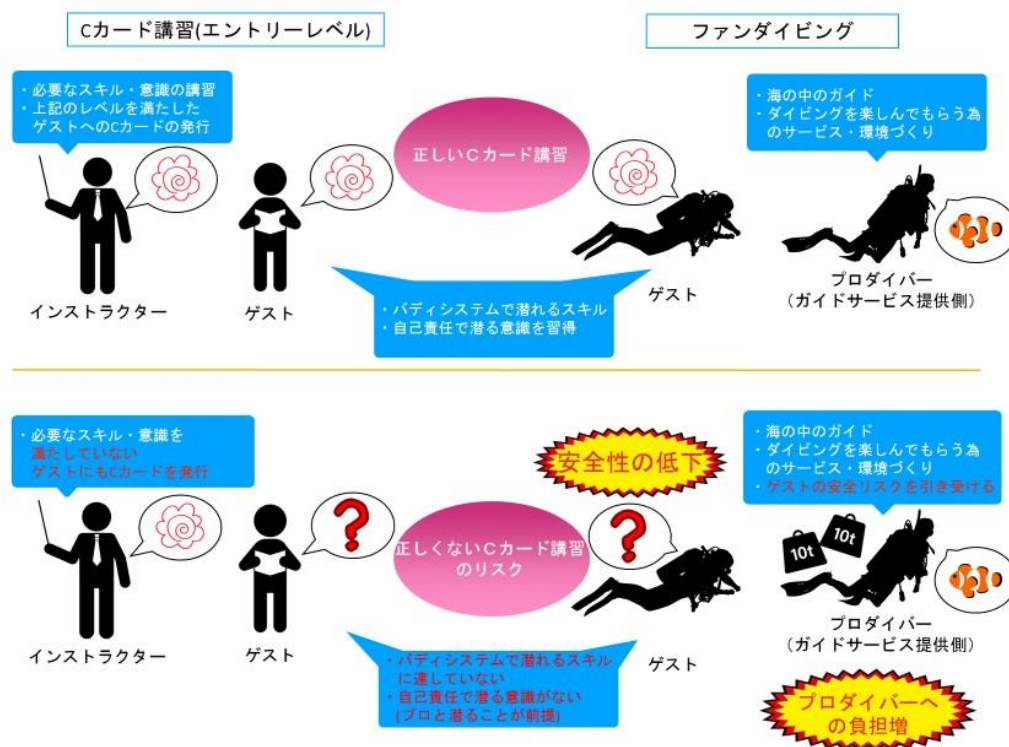 Cカード講習(エントリーレベル)
ファンダイビング
・必要なスキル・意識の講習
・上記のレベルを満たした
ゲストへのCカードの発行
正しいCカード講習
・海の中のガイド
・ダイビングを楽しんでもらう為
のサービス・環境づくり
インストラクター
ゲスト
・バディシステムで潜れるスキル
・自己責任で潜る意識を習得
ゲスト
プロダイバー
(ガイドサービス提供側)
・必要なスキル・意識を
満たしていない
ゲストにもCカードを発行
安全性の低下
・海の中のガイド
・ダイビングを楽しんでもらう為
のサービス・環境づくり
・ゲストの安全リスクを引き受ける
?
正しくないCカード講習
のリスク
?
10t
10t
インストラクター
ゲスト
・バディシステムで潜れるスキル
に達していない
・自己責任で潜る意識がない
(プロと潜ることが前提)
ゲスト
プロダイバー
(ガイドサービス提供側)
プロダイバーへ
の負担増